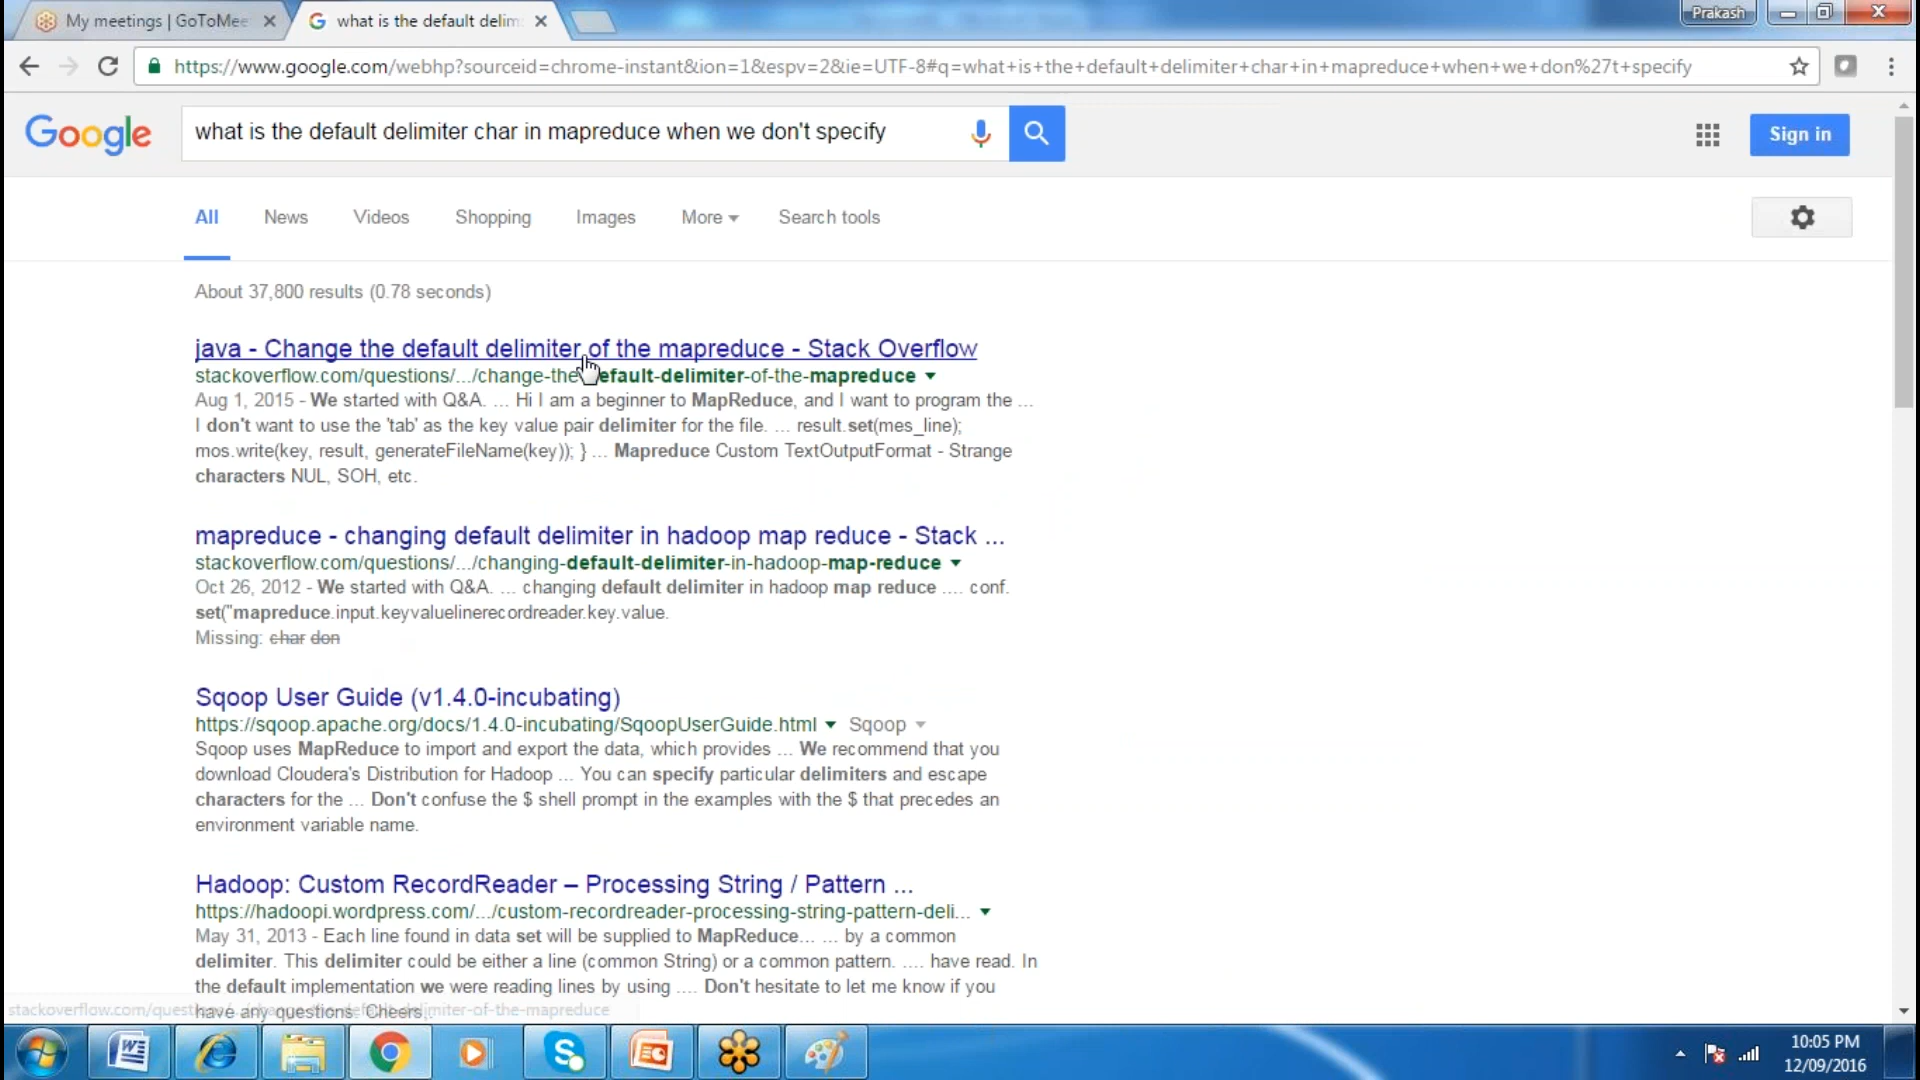 My meetings | GoToMee
what is the default delim
Prakash
https://www.google.com/webhp?sourceid=chrome-instant&ion=1&espv=2&ie=UTF-8#q=what+is+the+default+delimiter+char+in+mapreduce+when+we+don%27t+specify
Google
what is the default delimiter char in mapreduce when we don't specify
Sign in
All News Videos Shopping Images More Search tools
About 37,800 results (0.78 seconds)
java - Change the default delimiter of the mapreduce - Stack Overflow
stackoverflow.com/questions/.../change-the-default-delimiter-of-the-mapreduce
Aug 1, 2015 - We started with Q&A. ... Hi I am a beginner to MapReduce, and I want to program the ...
I don't want to use the 'tab' as the key value pair delimiter for the file. ... result.set(mes_line);
mos.write(key, result, generateFileName(key)); } ... Mapreduce Custom TextOutputFormat - Strange
characters NUL, SOH, etc.
mapreduce - changing default delimiter in hadoop map reduce - Stack ...
stackoverflow.com/questions/.../changing-default-delimiter-in-hadoop-map-reduce
Oct 26, 2012 - We started with Q&A. ... changing default delimiter in hadoop map reduce .... conf.
set("mapreduce.input.keyvaluelinerecordreader.key.value.
Missing: char don
Sqoop User Guide (v1.4.0-incubating)
https://sqoop.apache.org/docs/1.4.0-incubating/SqoopUserGuide.html Sqoop
Sqoop uses MapReduce to import and export the data, which provides ... We recommend that you
download Cloudera's Distribution for Hadoop ... You can specify particular delimiters and escape
characters for the ... Don't confuse the $ shell prompt in the examples with the $ that precedes an
environment variable name.
Hadoop: Custom RecordReader – Processing String / Pattern ...
https://hadoopi.wordpress.com/.../custom-recordreader-processing-string-pattern-deli...
May 31, 2013 - Each line found in data set will be supplied to MapReduce... ... by a common
delimiter. This delimiter could be either a line (common String) or a common pattern. .... have read. In
the default implementation we were reading lines by using .... Don't hesitate to let me know if you
have any questions. Cheers,.
stackoverflow.com/questions/.../change-the-default-delimiter-of-the-mapreduce
10:05 PM
12/09/2016